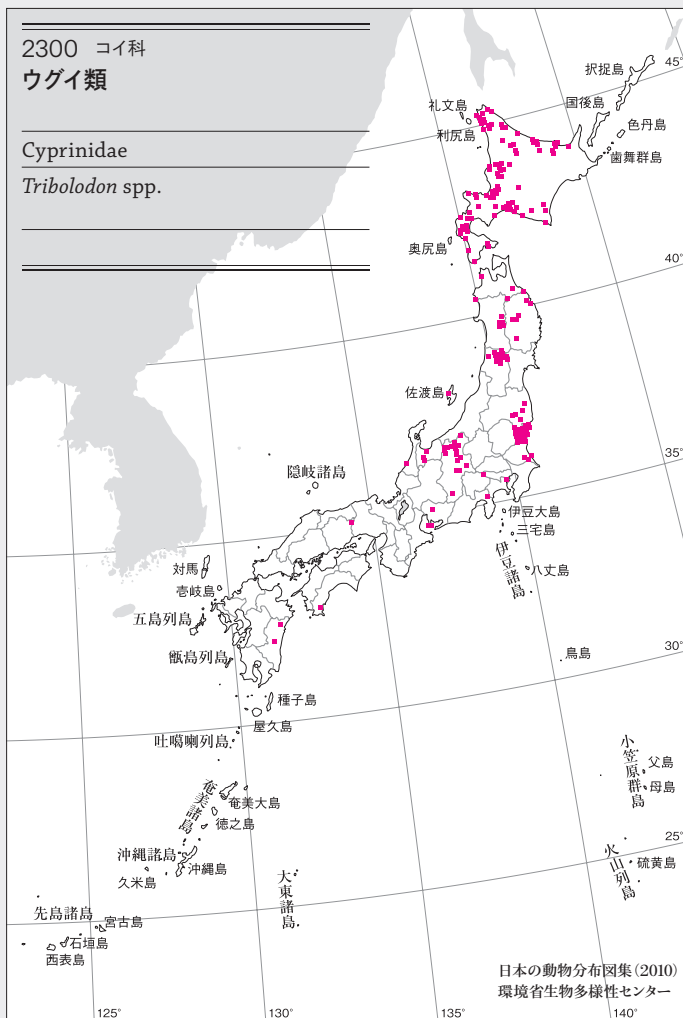 2300 コイ科
ウグイ類
Cyprinidae
Tribolodon spp.
択捉島
45°
国後島
礼文島
色丹島
利尻島
歯舞群島
奥尻島
40°
佐渡島
35°
隠岐諸島
伊豆大島
三宅島
伊豆諸島
八丈島
対馬
壱岐島
五島列島
甑島列島
鳥島
30°
種子島
屋久島
吐噶喇列島
小笠原群島
父島
母島
奄美諸島
奄美大島
徳之島
25°
沖縄諸島
沖縄島
久米島
火山列島
硫黄島
大東諸島
先島諸島
宮古島
石垣島
西表島
日本の動物分布図集(2010)
環境省生物多様性センター
125°
130°
135°
140°